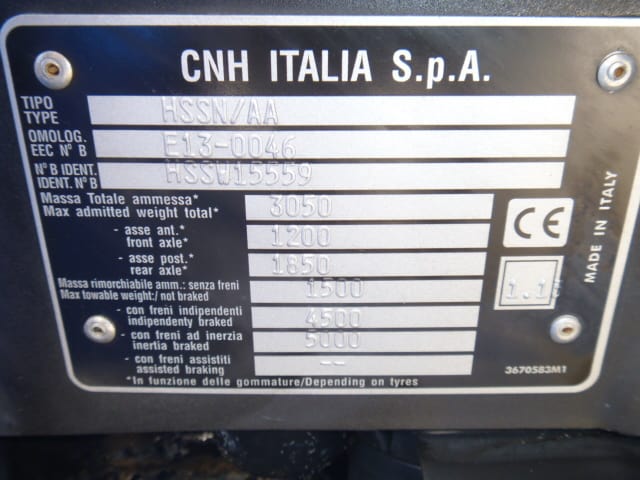 CNH ITALIA S.p.A.
TIPO
TYPE
HSSN/AA
OMOLOG.
EEC Nº B
E13-0046
Nº B IDENT.
IDENT. Nº B
HSSW15559
Massa Totale ammessa*
Max admitted weight total*
3050
- asse ant.*
front axle*
1200
- asse post.*
rear axle*
1850
Massa rimorchiabile amm.: senza freni
Max towable weight:/ not braked
1500
- con freni indipendenti
independenty braked
4500
- con freni ad inerzia
inertia braked
5000
- con freni assistiti
assisted braking
--
*In funzione delle gommature/Depending on tyres
CE
1.1
MADE IN ITALY
3670583M1